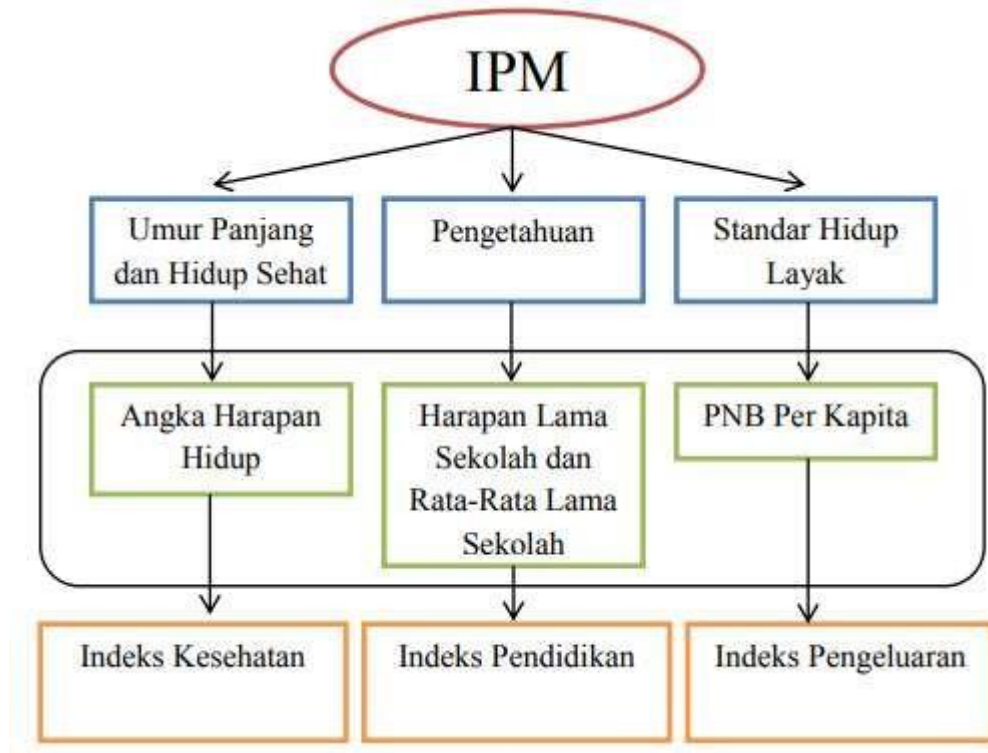 IPM
Umur Panjang
dan Hidup Sehat
Pengetahuan
Standar Hidup
Layak
Angka Harapan
Hidup
Harapan Lama
Sekolah dan
Rata-Rata Lama
Sekolah
PNB Per Kapita
Indeks Kesehatan
Indeks Pendidikan
Indeks Pengeluaran